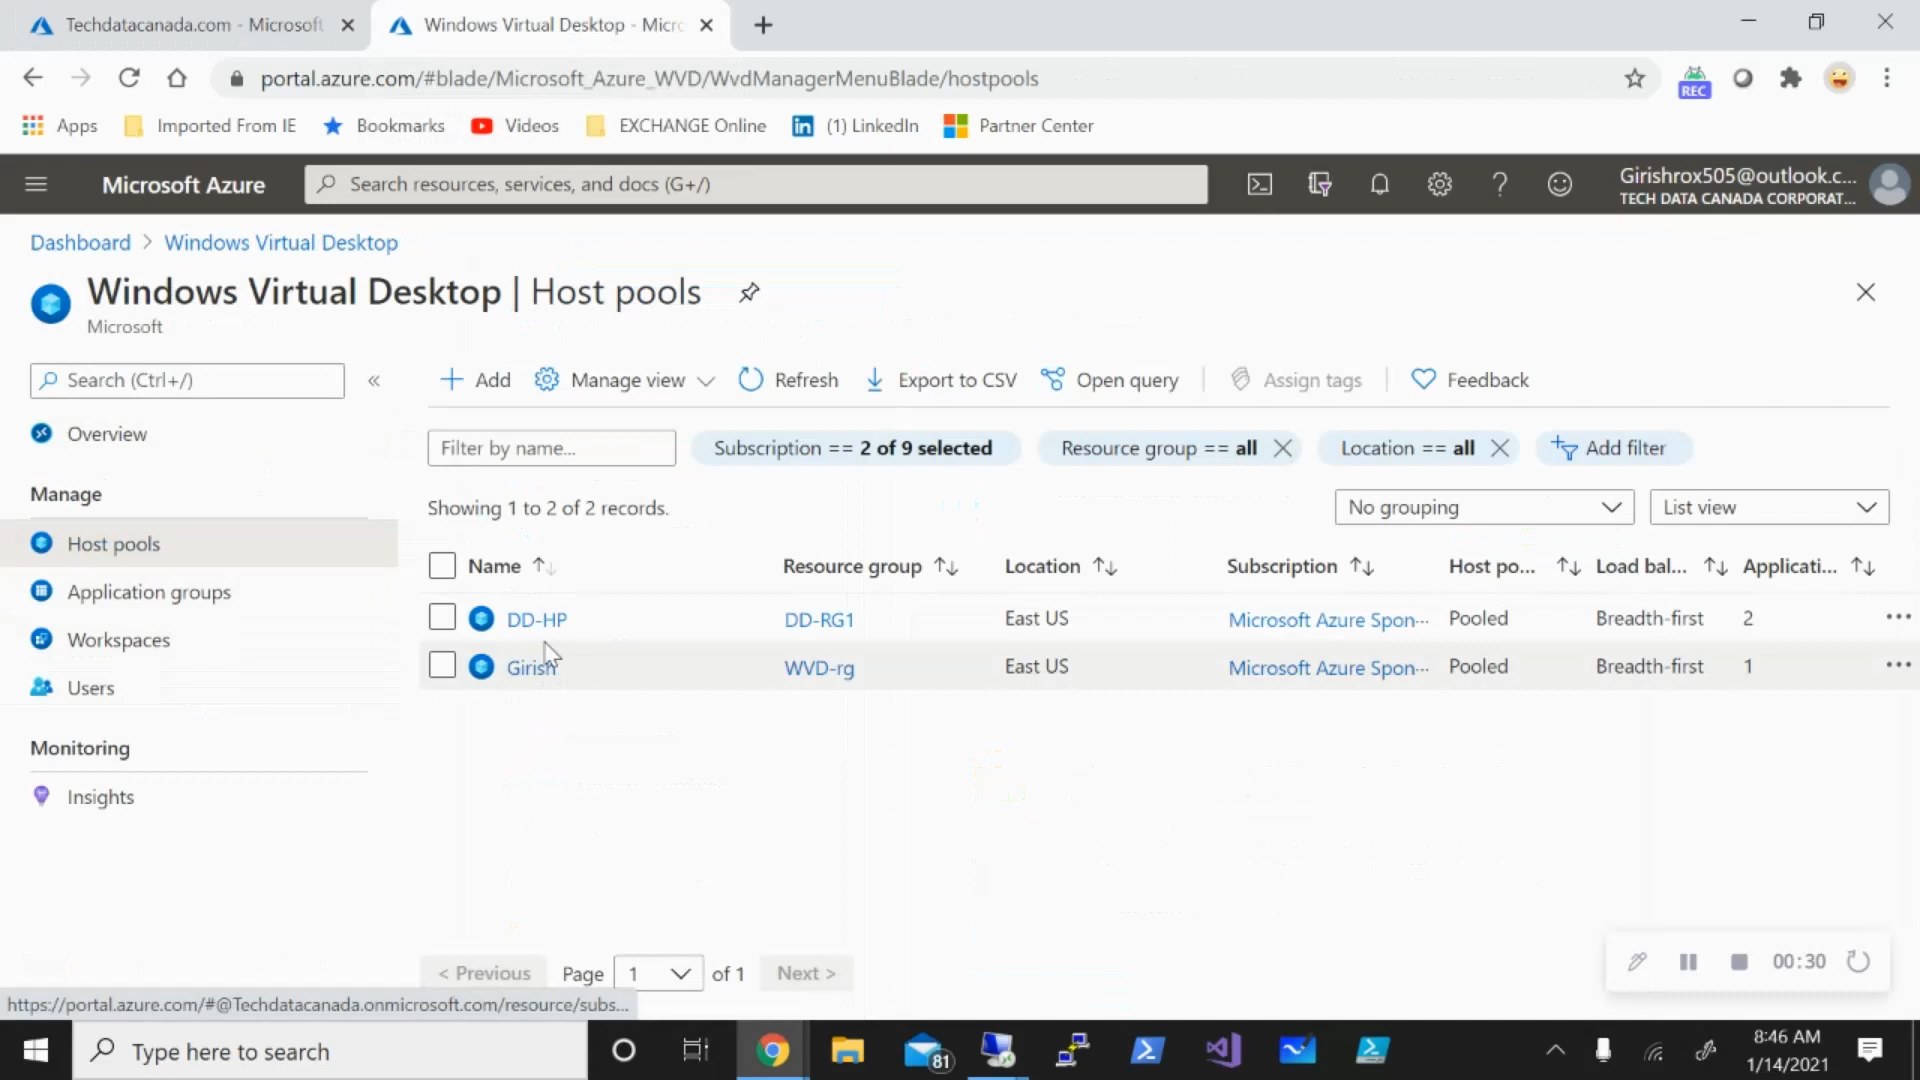 Techdatacanada.com - Microsoft
Windows Virtual Desktop - Micro
portal.azure.com/#blade/Microsoft_Azure_WVD/WvdManagerMenuBlade/hostpools
REC
Apps
Imported From IE
Bookmarks
Videos
EXCHANGE Online
(1) LinkedIn
Partner Center
Microsoft Azure
Search resources, services, and docs (G+/)
Girishrox505@outlook.c...
TECH DATA CANADA CORPORAT...
Dashboard > Windows Virtual Desktop
Windows Virtual Desktop | Host pools
Microsoft
Search (Ctrl+/)
«
Add
Manage view
Refresh
Export to CSV
Open query
Assign tags
Feedback
Overview
Manage
Host pools
Application groups
Workspaces
Users
Monitoring
Insights
Filter by name...
Subscription == 2 of 9 selected
Resource group == all
Location == all
Add filter
Showing 1 to 2 of 2 records.
No grouping
List view
Name
Resource group
Location
Subscription
Host po...
Load bal...
Applicati...
DD-HP
DD-RG1
East US
Microsoft Azure Spon...
Pooled
Breadth-first
2
Girish
WVD-rg
East US
Microsoft Azure Spon...
Pooled
Breadth-first
1
< Previous
Page
1
of 1
Next >
00:30
https://portal.azure.com/#@Techdatacanada.onmicrosoft.com/resource/subs...
Type here to search
81
8:46 AM
1/14/2021